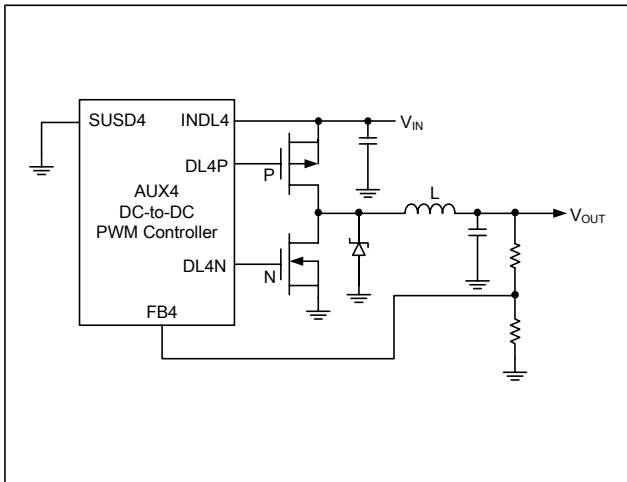 SUSD4
INDL4
V_IN
DL4P
P
AUX4
DC-to-DC
PWM Controller
L
V_OUT
DL4N
N
FB4